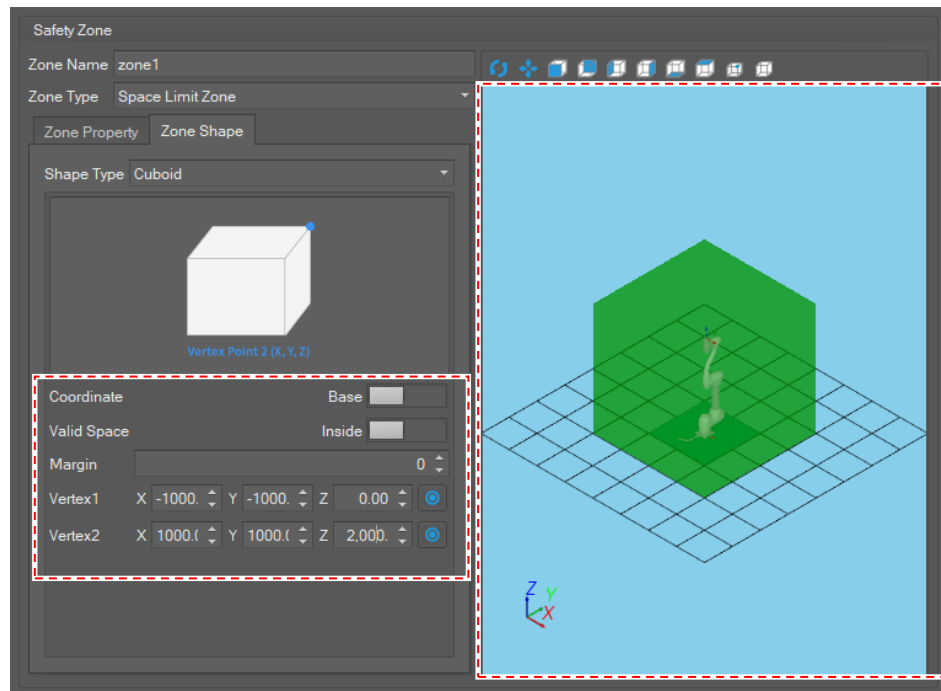 Safety Zone
Zone Name zone1
Zone Type Space Limit Zone
Zone Property Zone Shape
Shape Type Cuboid
Vertex Point 2 (X, Y, Z)
Coordinate Base
Valid Space Inside
Margin 0
Vertex1 X -1000. Y -1000. Z 0.00
Vertex2 X 1000.( Y 1000.( Z 2,000.
Z Y
X